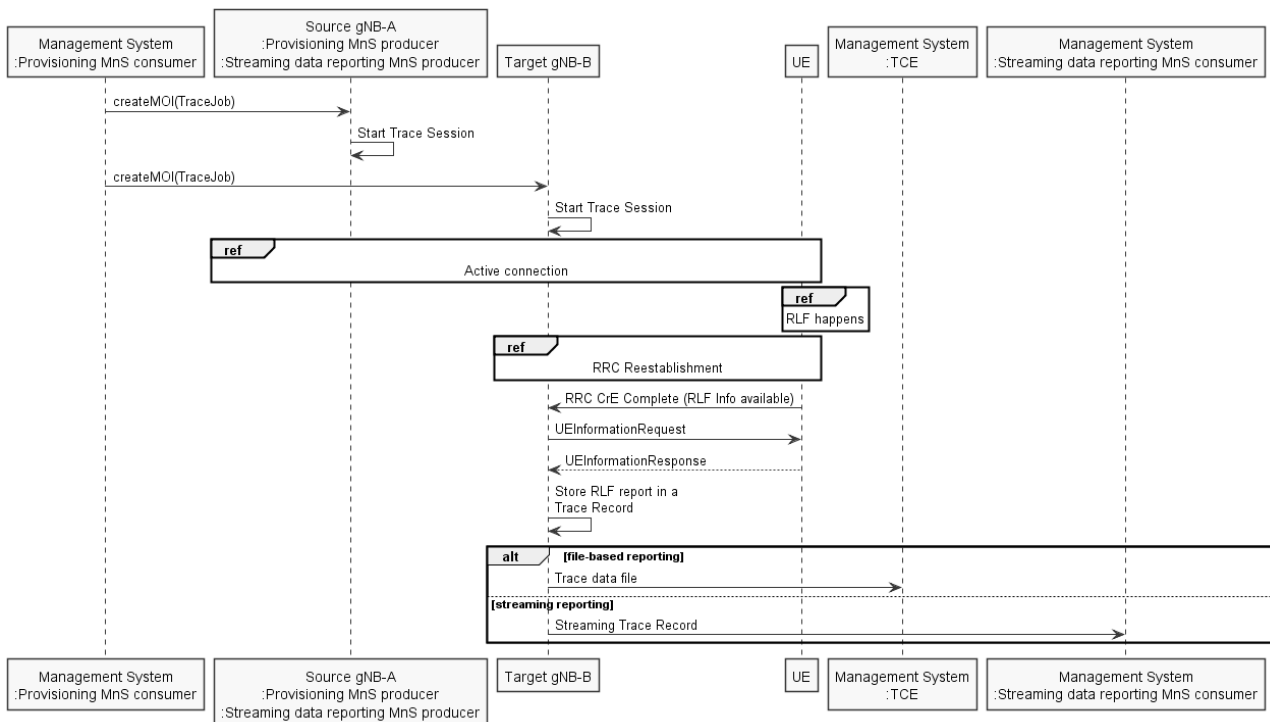 Management System
:Provisioning MnS consumer
Source gNB-A
:Provisioning MnS producer
:Streaming data reporting MnS producer
Target gNB-B
UE
Management System
:TCE
Management System
:Streaming data reporting MnS consumer
createMOI(TraceJob)
Start Trace Session
createMOI(TraceJob)
Start Trace Session
ref
Active connection
ref
RLF happens
ref
RRC Reestablishment
RRC CrE Complete (RLF Info available)
UEInformationRequest
UEInformationResponse
Store RLF report in a
Trace Record
alt
[file-based reporting]
Trace data file
[streaming reporting]
Streaming Trace Record
Management System
:Provisioning MnS consumer
Source gNB-A
:Provisioning MnS producer
:Streaming data reporting MnS producer
Target gNB-B
UE
Management System
:TCE
Management System
:Streaming data reporting MnS consumer